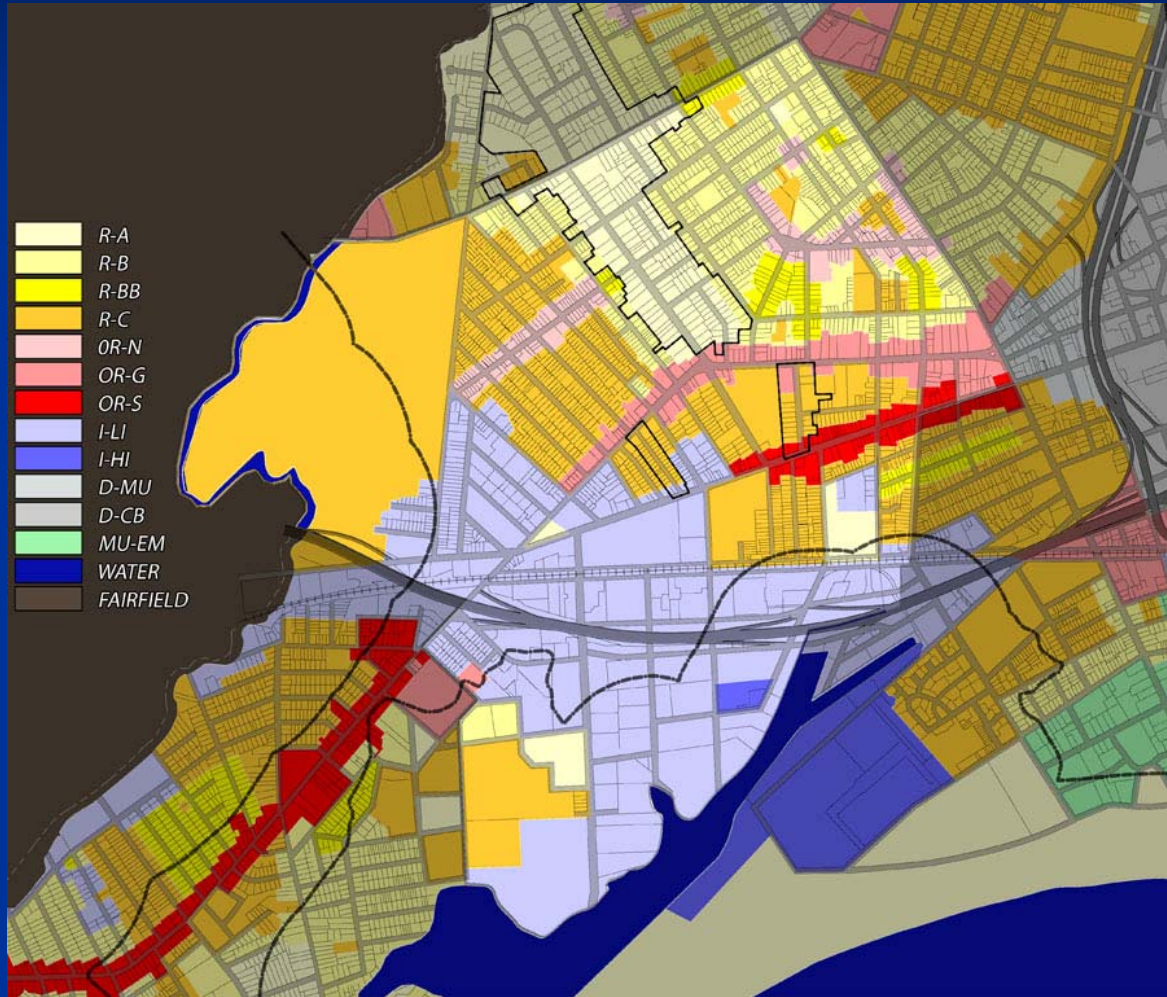 R-A
R-B
R-BB
R-C
0R-N
OR-G
OR-S
I-LI
I-HI
D-MU
D-CB
MU-EM
WATER
FAIRFIELD